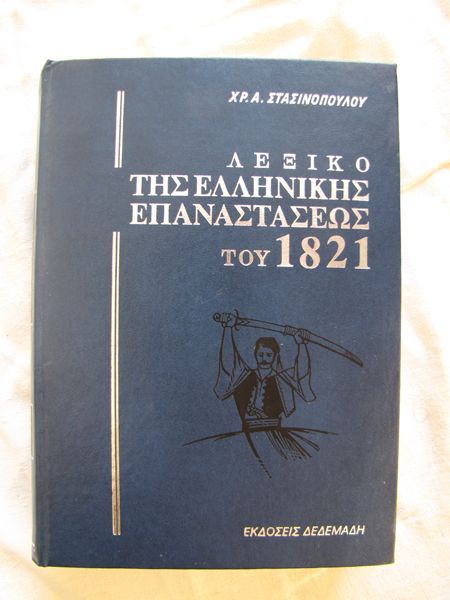 ΧΡ. Α. ΣΤΑΣΙΝΟΠΟΥΛΟΥ
ΛΕΞΙΚΟ
ΤΗΣ ΕΛΛΗΝΙΚΗΣ
ΕΠΑΝΑΣΤΑΣΕΩΣ
ΤΟΥ 1821
ΕΚΔΟΣΕΙΣ ΔΕΔΕΜΑΔΗ